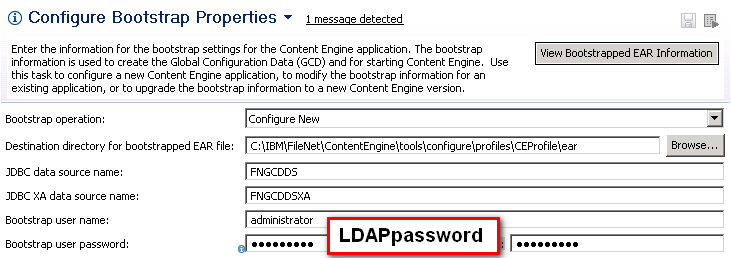 Configure Bootstrap Properties 1 message detected
Enter the information for the bootstrap settings for the Content Engine application. The bootstrap
information is used to create the Global Configuration Data (GCD) and for starting Content Engine. Use
this task to configure a new Content Engine application, to modify the bootstrap information for an
existing application, or to upgrade the bootstrap information to a new Content Engine version.
View Bootstrapped EAR Information
Bootstrap operation: Configure New
Destination directory for bootstrapped EAR file: C:\IBM\FileNet\ContentEngine\tools\configure\profiles\CEProfile\ear Browse...
JDBC data source name: FNGCDDS
JDBC XA data source name: FNGCDDSXA
Bootstrap user name: administrator
Bootstrap user password: ●●●●●●●●● LDAPpassword : ●●●●●●●●●